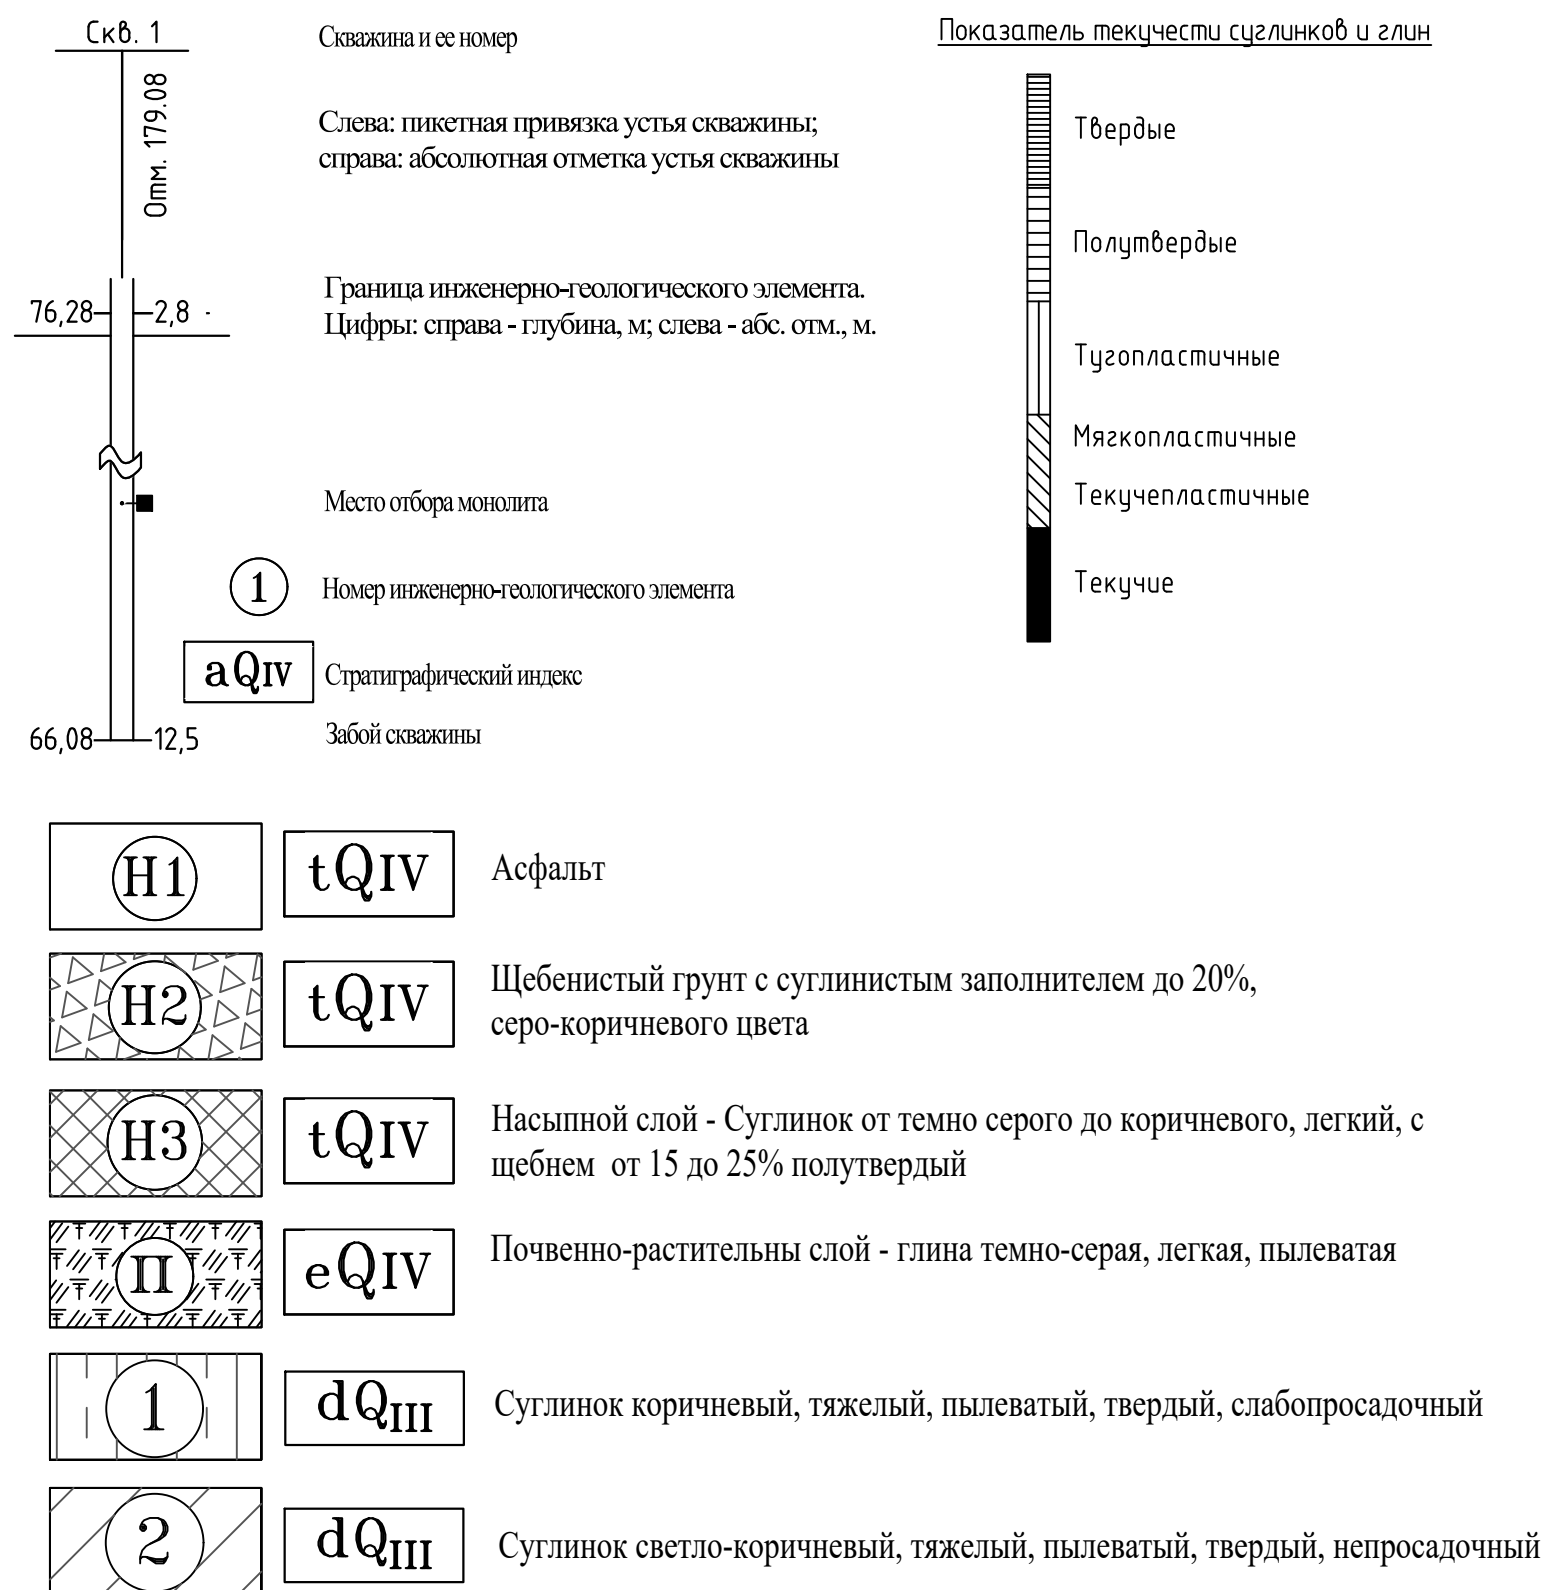 Скв. 1
Отм. 179.08
Скважина и ее номер
Слева: пикетная привязка устья скважины;
справа: абсолютная отметка устья скважины
76,28
2,8
Граница инженерно-геологического элемента.
Цифры: справа - глубина, м; слева - абс. отм., м.
Место отбора монолита
1
Номер инженерно-геологического элемента
aQIV
Стратиграфический индекс
66,08
12,5
Забой скважины
Показатель текучести суглинков и глин
Твердые
Полутвердые
Тугопластичные
Мягкопластичные
Текучепластичные
Текучие
Н1
tQIV
Асфальт
Н2
tQIV
Щебенистый грунт с суглинистым заполнителем до 20%,
серо-коричневого цвета
Н3
tQIV
Насыпной слой - Суглинок от темно серого до коричневого, легкий, с
щебнем от 15 до 25% полутвердый
П
eQIV
Почвенно-растительны слой - глина темно-серая, легкая, пылеватая
1
dQIII
Суглинок коричневый, тяжелый, пылеватый, твердый, слабопросадочный
2
dQIII
Суглинок светло-коричневый, тяжелый, пылеватый, твердый, непросадочный